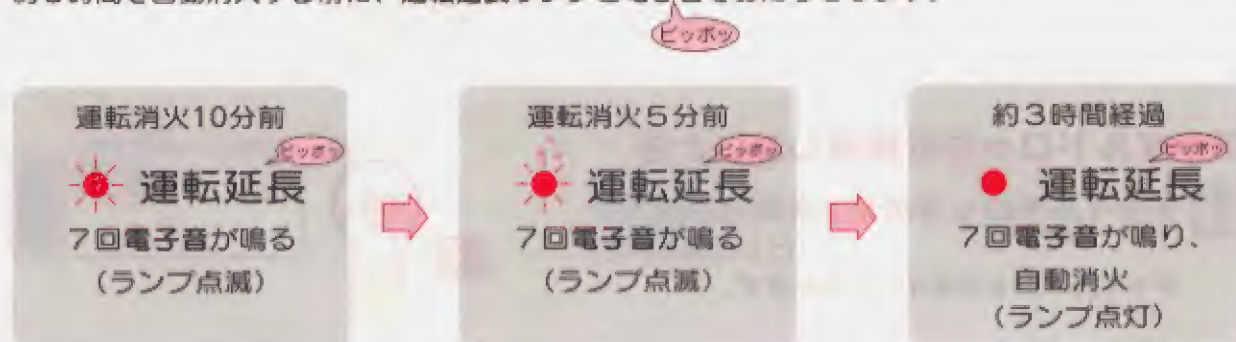 ピッポッ
運転消火10分前
ピッポッ
運転延長
7回電子音が鳴る
(ランプ点滅)
運転消火5分前
ピッポッ
運転延長
7回電子音が鳴る
(ランプ点滅)
約3時間経過
ピッポッ
運転延長
7回電子音が鳴り、
自動消火
(ランプ点灯)